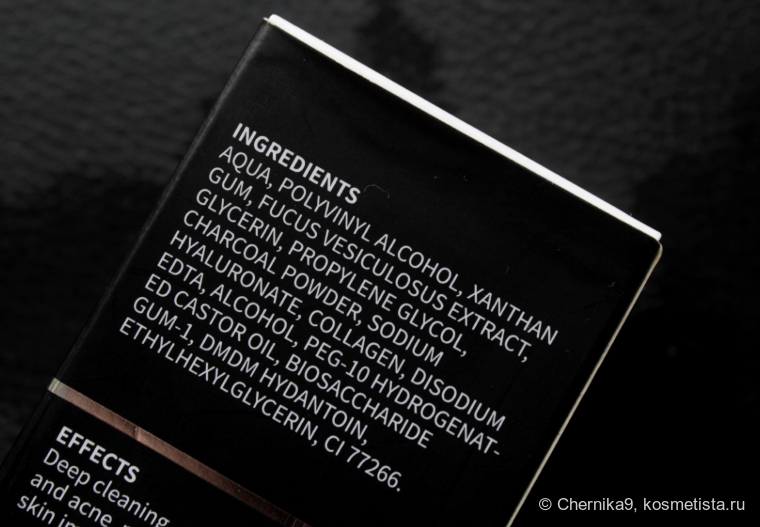 INGREDIENTS
AQUA, POLYVINYL ALCOHOL, XANTHAN
GUM, FUCUS VESICULOSUS EXTRACT,
GLYCERIN, PROPYLENE GLYCOL,
CHARCOAL POWDER, SODIUM
HYALURONATE, COLLAGEN, DISODIUM
EDTA, ALCOHOL, PEG-10 HYDROGENAT-
ED CASTOR OIL, BIOSACCHARIDE
GUM-1, DMDM HYDANTOIN,
ETHYLHEXYLGLYCERIN, CI 77266.
EFFECTS
Deep cleaning
and acne,
skin
© Chernika9, kosmetista.ru